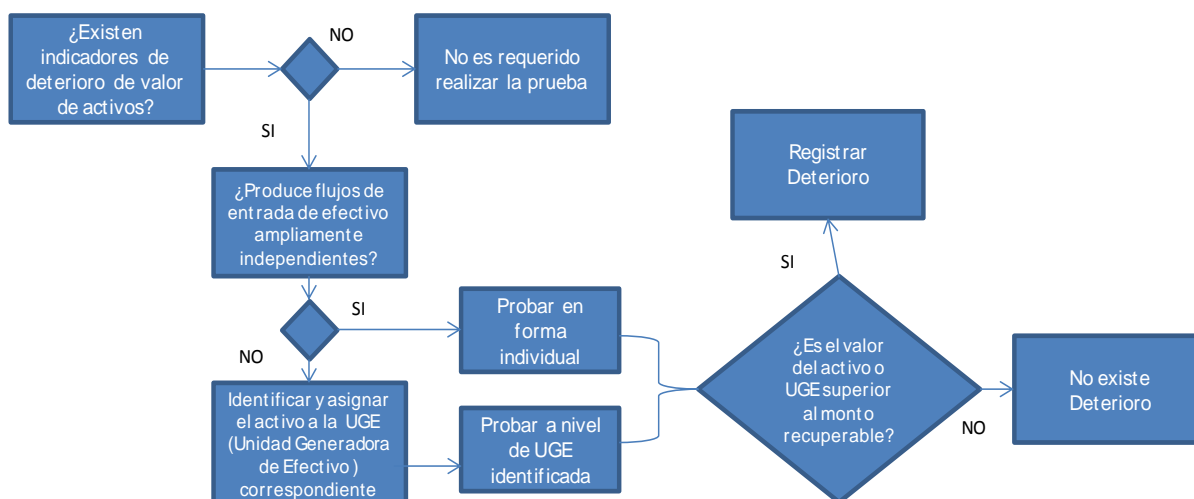 ¿Existen
indicadores de
deterioro de valor
de activos?
NO
No es requerido
realizar la prueba
SI
¿Produce flujos de
entrada de efectivo
ampliamente
independientes?
SI
NO
Probar en
forma
individual
Identificar y asignar
el activo a la UGE
(Unidad Generadora
de Efectivo)
correspondiente
Probar a nivel
de UGE
identificada
Registrar
Deterioro
SI
¿Es el valor
del activo o
UGE superior
al monto
recuperable?
NO
No existe
Deterioro